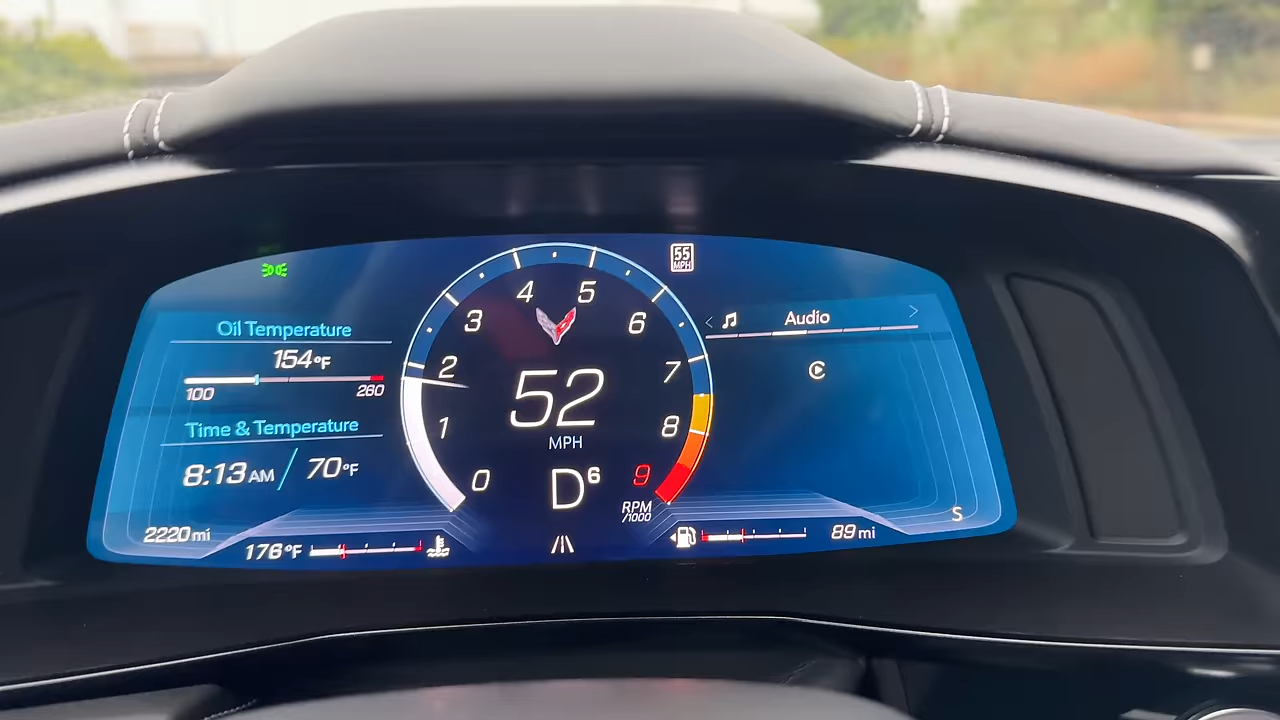 55
MPH
Oil Temperature
154°F
100 260
Time & Temperature
8:13 AM / 70°F
2220 mi
176°F
0
1
2
3
4
5
6
7
8
9
RPM
/1000
52
MPH
D6
Audio
C
89 mi
S